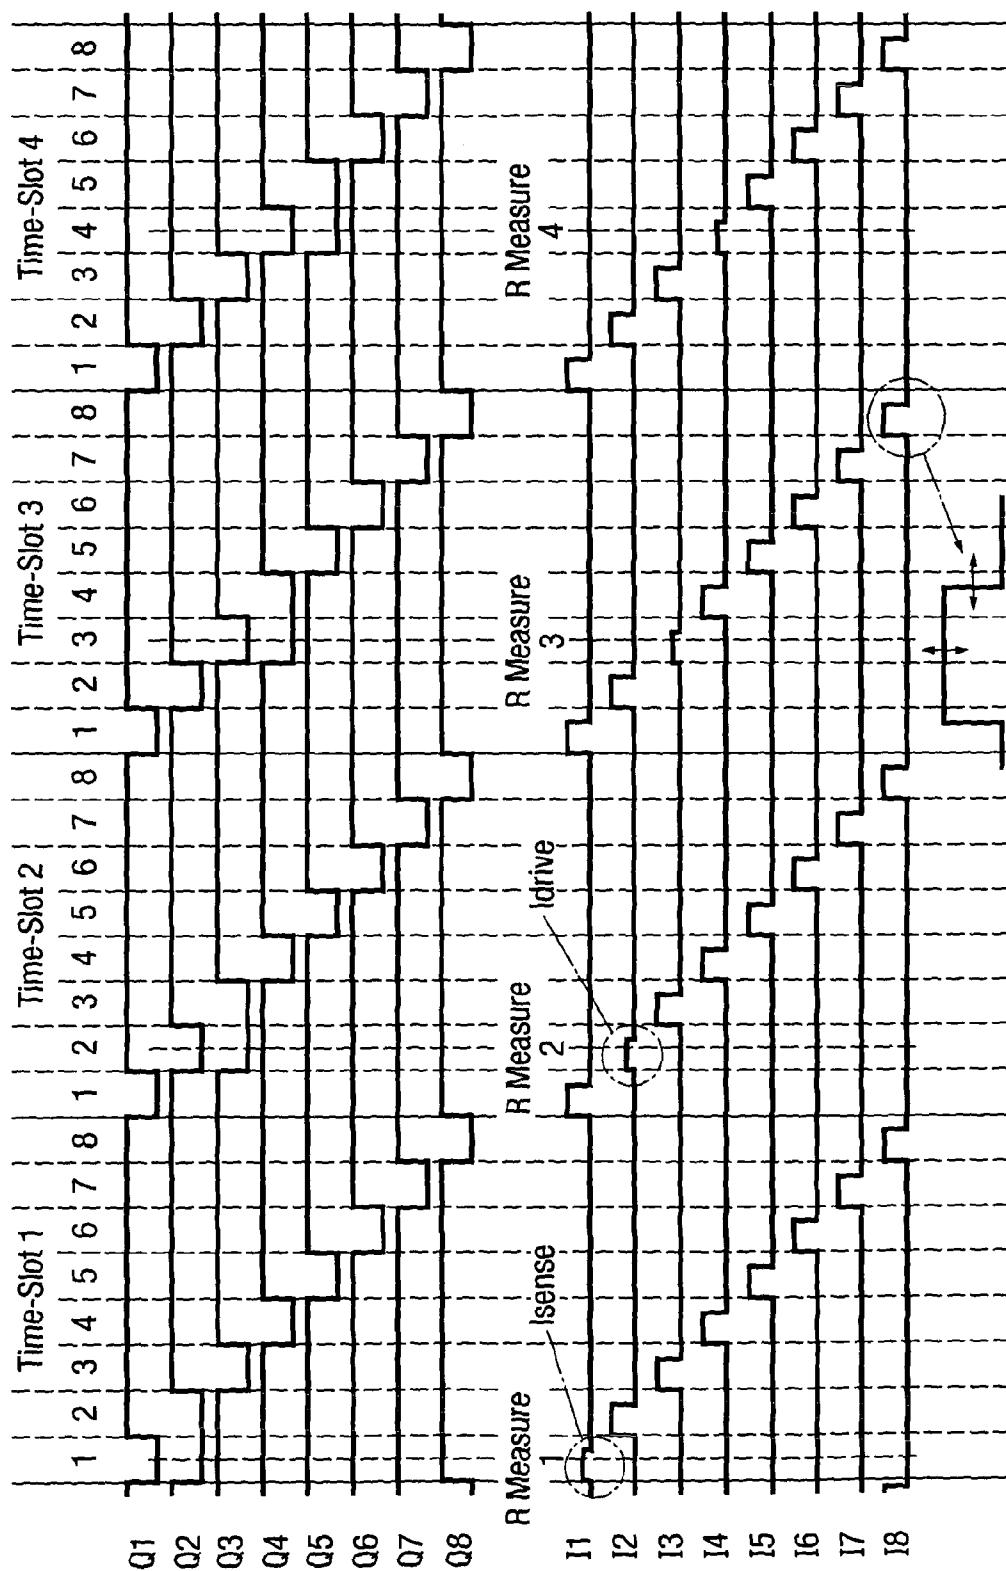 Time-Slot 1 Time-Slot 2 Time-Slot 3 Time-Slot 4
1 2 3 4 5 6 7 8 1 2 3 4 5 6 7 8 1 2 3 4 5 6 7 8 1 2 3 4 5 6 7 8
Q1
Q2
Q3
Q4
Q5
Q6
Q7
Q8
R Measure 1
Isense
R Measure 2
Idrive
R Measure 3
R Measure 4
I1
I2
I3
I4
I5
I6
I7
I8